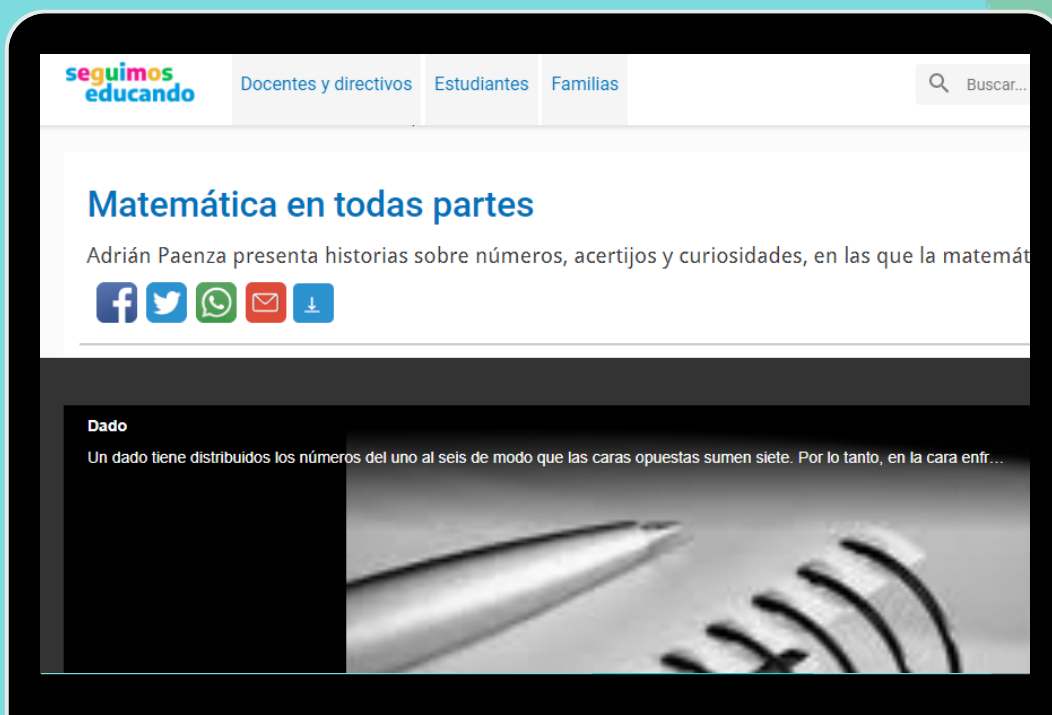 seguimos
educando
Docentes y directivos Estudiantes Familias
Buscar...
Matemática en todas partes
Adrián Paenza presenta historias sobre números, acertijos y curiosidades, en las que la matemát
Dado
Un dado tiene distribuidos los números del uno al seis de modo que las caras opuestas sumen siete. Por lo tanto, en la cara enfr...